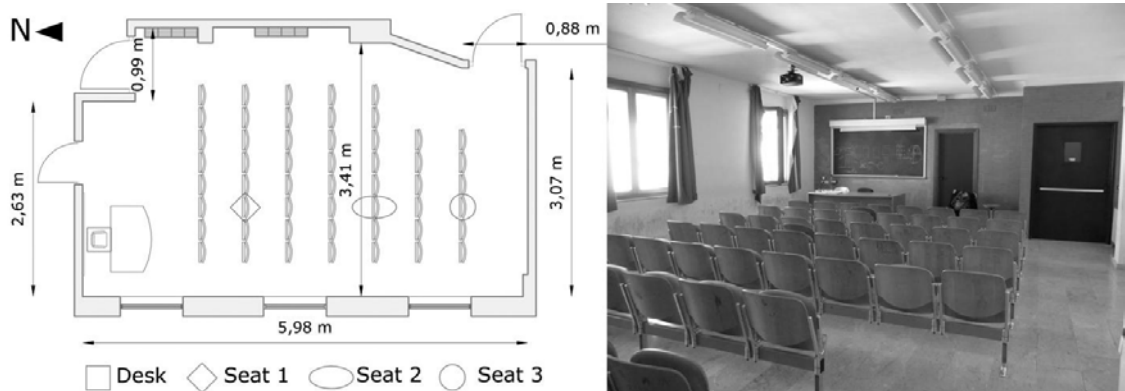 N
0,88 m
0,99 m
2,63 m
3,41 m
3,07 m
5,98 m
Desk
Seat 1
Seat 2
Seat 3